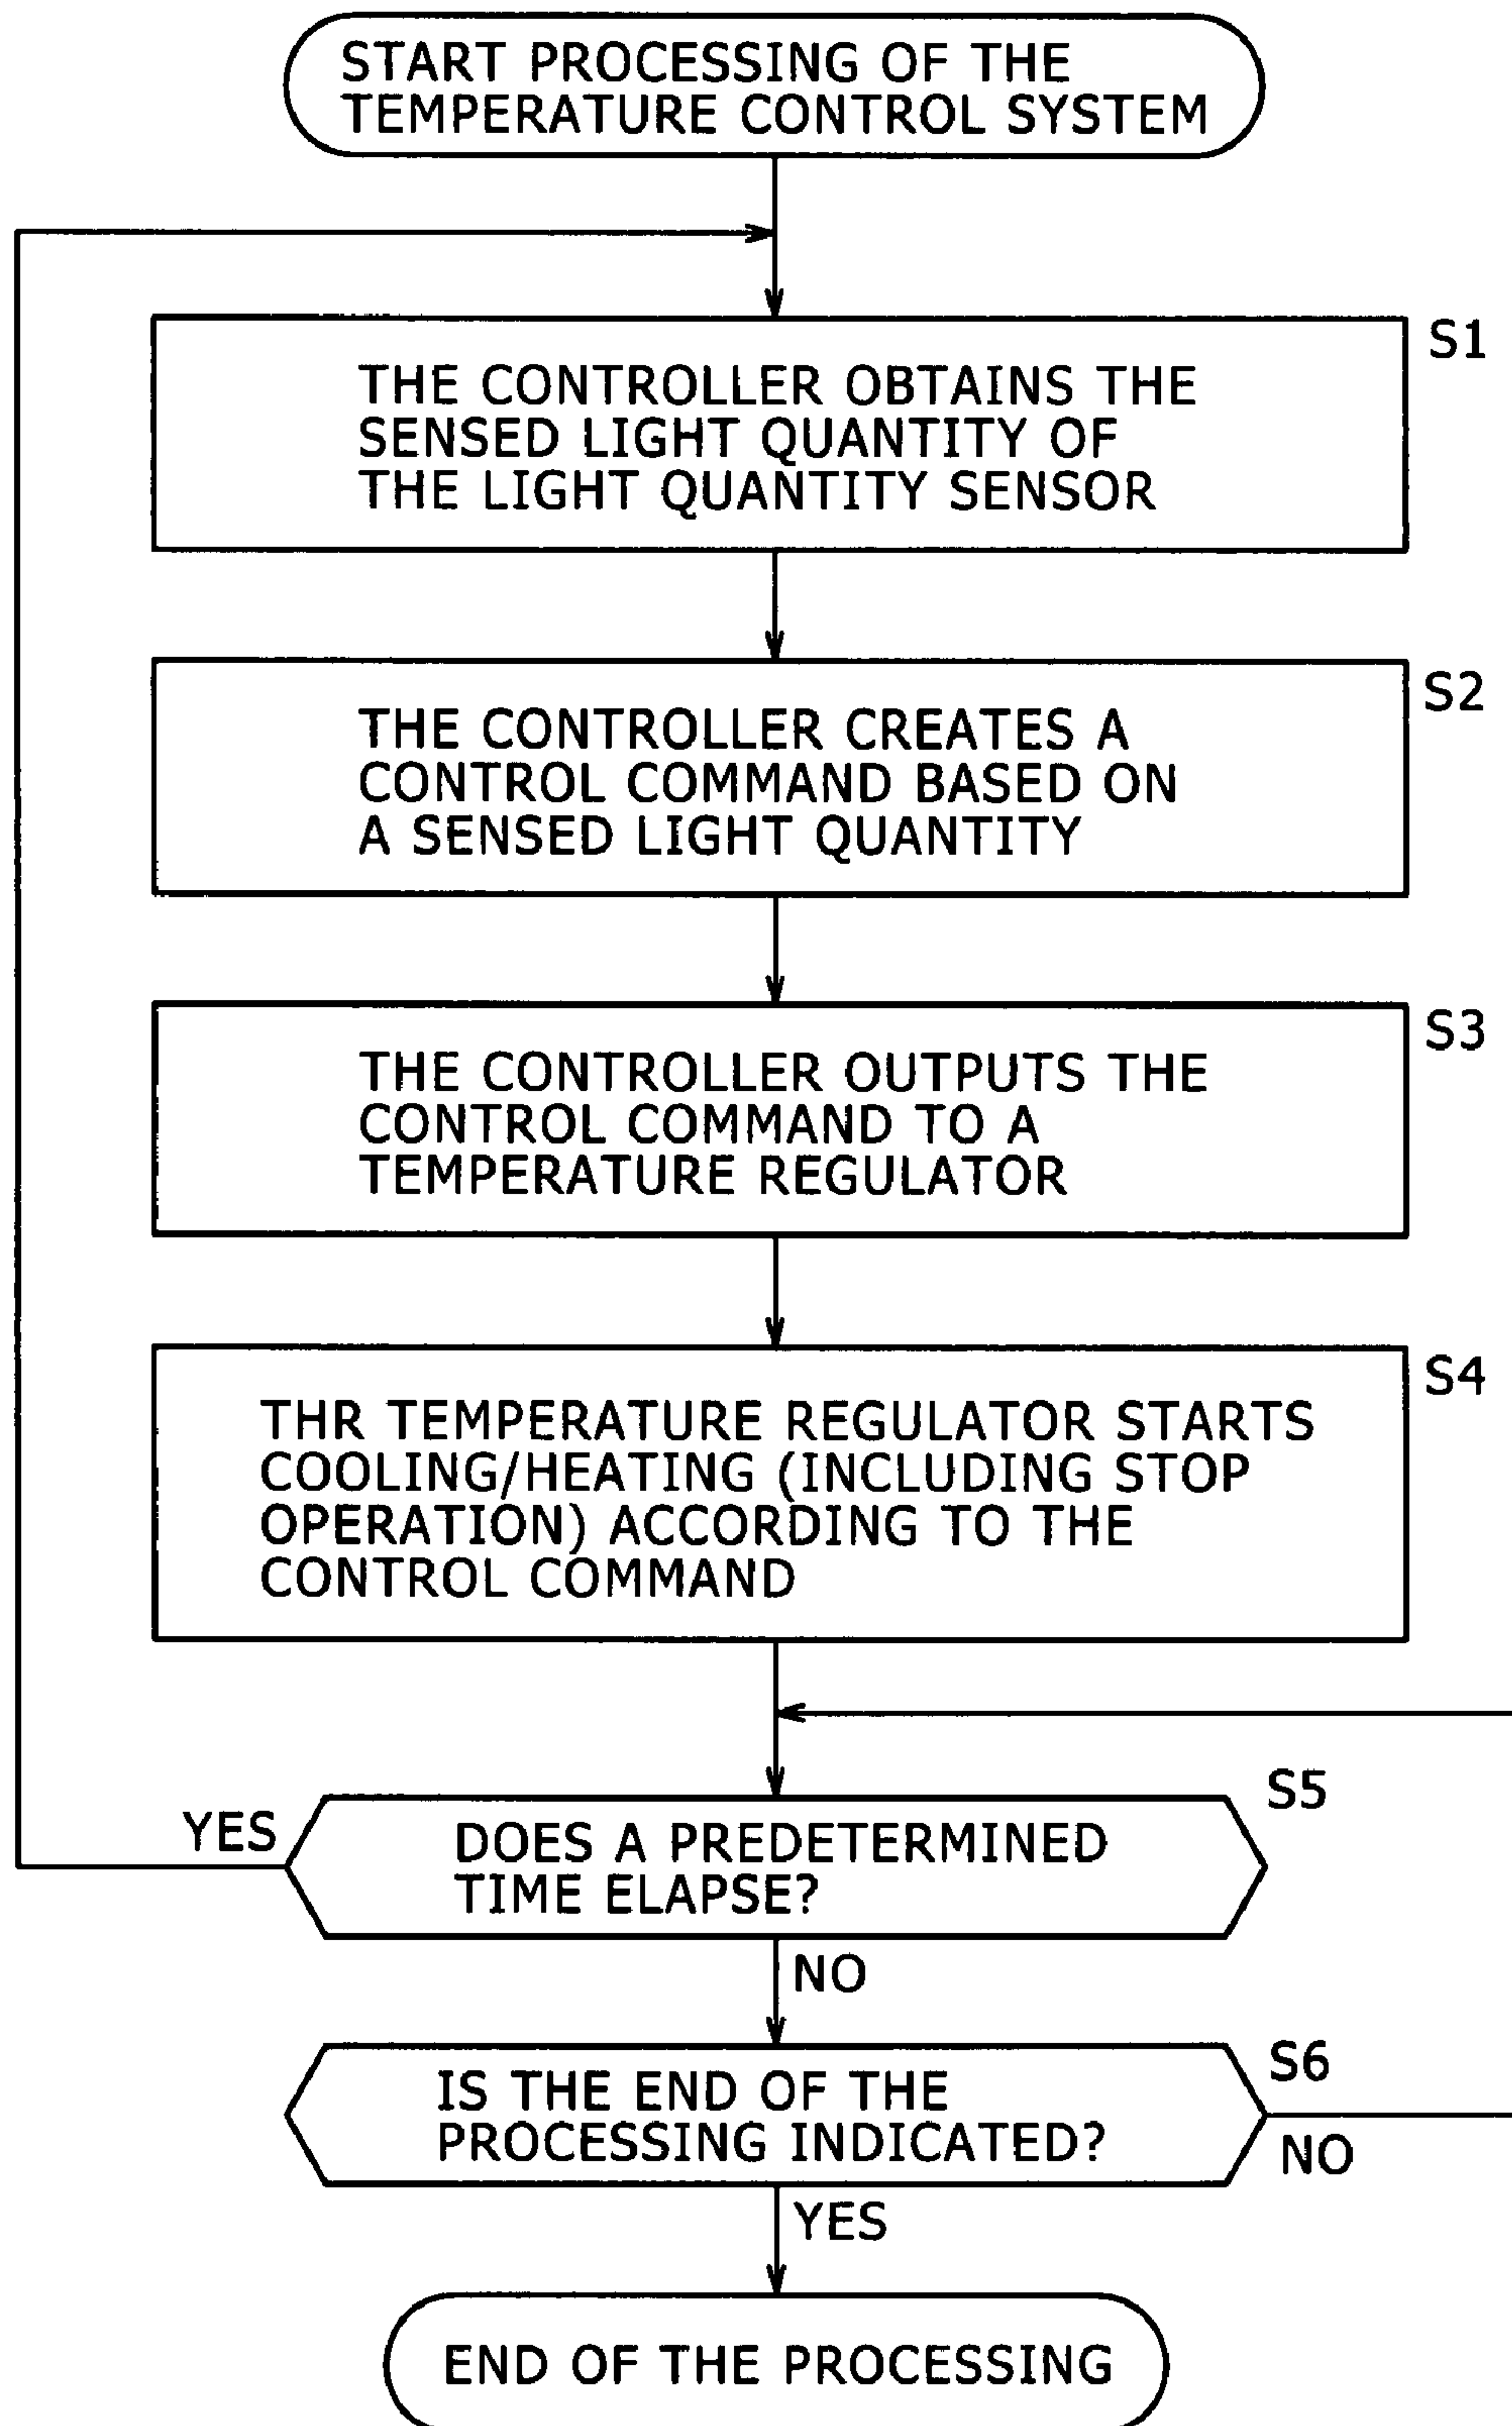 START PROCESSING OF THE
TEMPERATURE CONTROL SYSTEM
S1
THE CONTROLLER OBTAINS THE
SENSED LIGHT QUANTITY OF
THE LIGHT QUANTITY SENSOR
S2
THE CONTROLLER CREATES A
CONTROL COMMAND BASED ON
A SENSED LIGHT QUANTITY
S3
THE CONTROLLER OUTPUTS THE
CONTROL COMMAND TO A
TEMPERATURE REGULATOR
S4
THR TEMPERATURE REGULATOR STARTS
COOLING/HEATING (INCLUDING STOP
OPERATION) ACCORDING TO THE
CONTROL COMMAND
S5
YES
DOES A PREDETERMINED
TIME ELAPSE?
NO
S6
IS THE END OF THE
PROCESSING INDICATED?
NO
YES
END OF THE PROCESSING